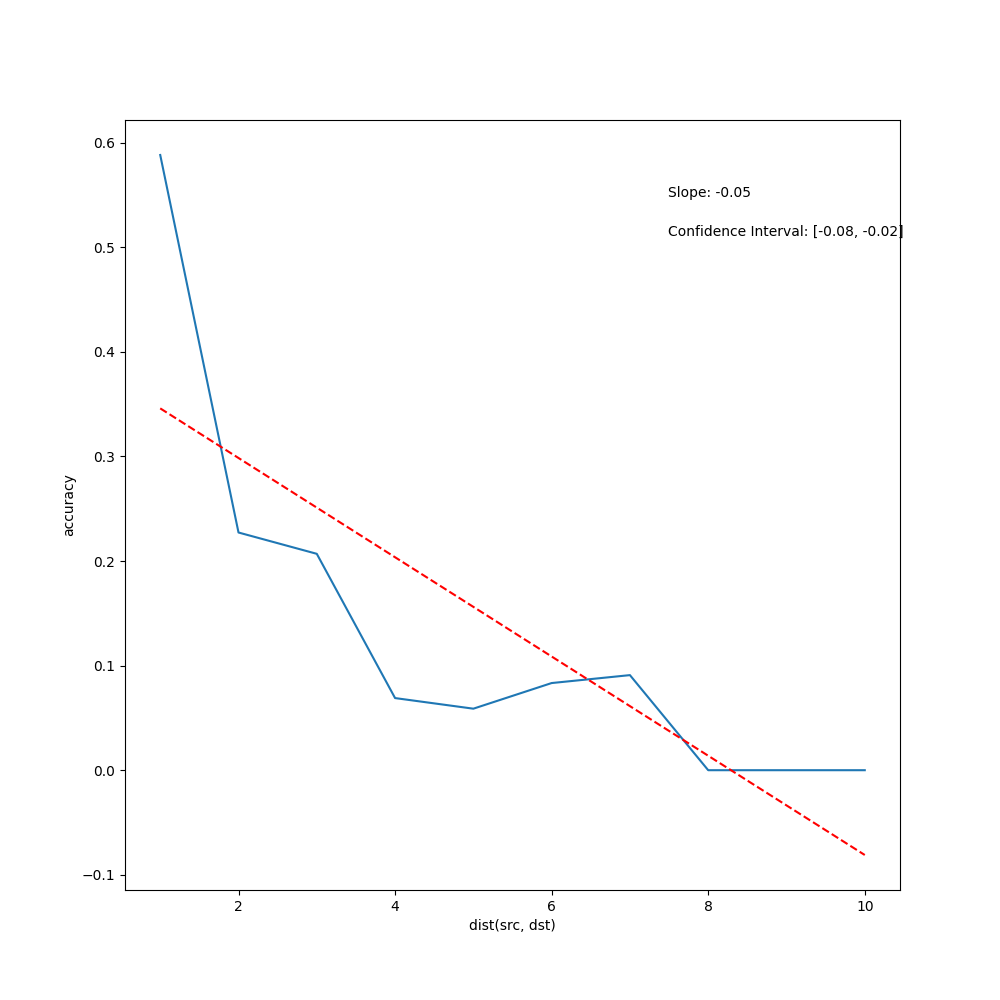 0.6
0.5
0.4
0.3
0.2
0.1
0.0
−0.1
accuracy
Slope: -0.05
Confidence Interval: [-0.08, -0.02]
2 4 6 8 10
dist(src, dst)